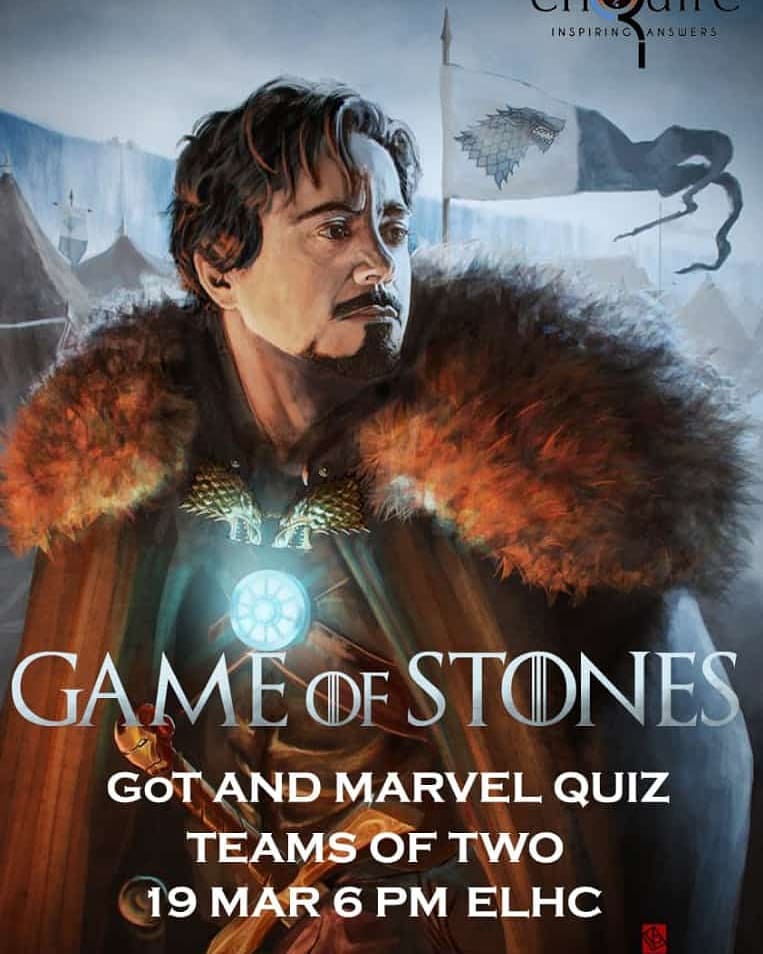 INSPIRING ANSWERS
GAME OF STONES
GoT AND MARVEL QUIZ
TEAMS OF TWO
19 MAR 6 PM ELHC